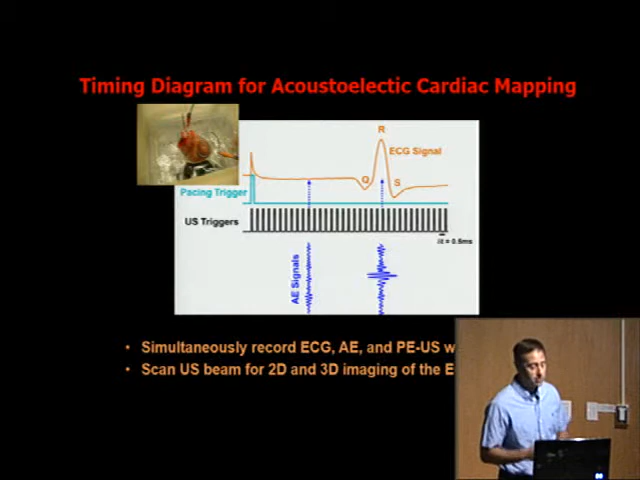 Timing Diagram for Acoustoelectic Cardiac Mapping
R
ECG Signal
Q
S
Pacing Trigger
US Triggers
= 0.5ms
AE Signals
• Simultaneously record ECG, AE, and PE-US w
• Scan US beam for 2D and 3D imaging of the E